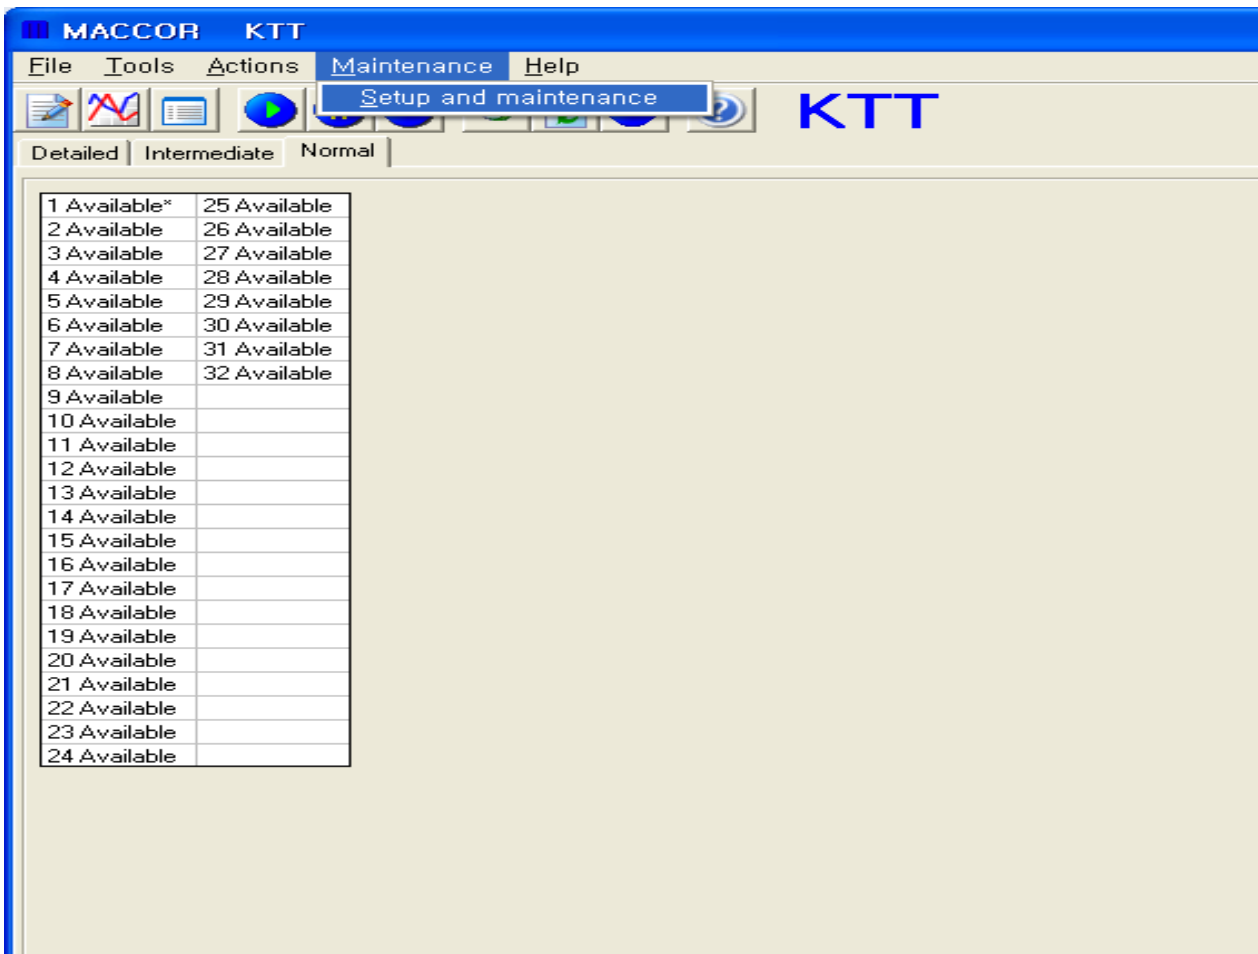 MACCOR KTT
File Tools Actions Maintenance Help
Setup and maintenance
KTT
Detailed Intermediate Normal
1 Available* 25 Available
2 Available 26 Available
3 Available 27 Available
4 Available 28 Available
5 Available 29 Available
6 Available 30 Available
7 Available 31 Available
8 Available 32 Available
9 Available
10 Available
11 Available
12 Available
13 Available
14 Available
15 Available
16 Available
17 Available
18 Available
19 Available
20 Available
21 Available
22 Available
23 Available
24 Available